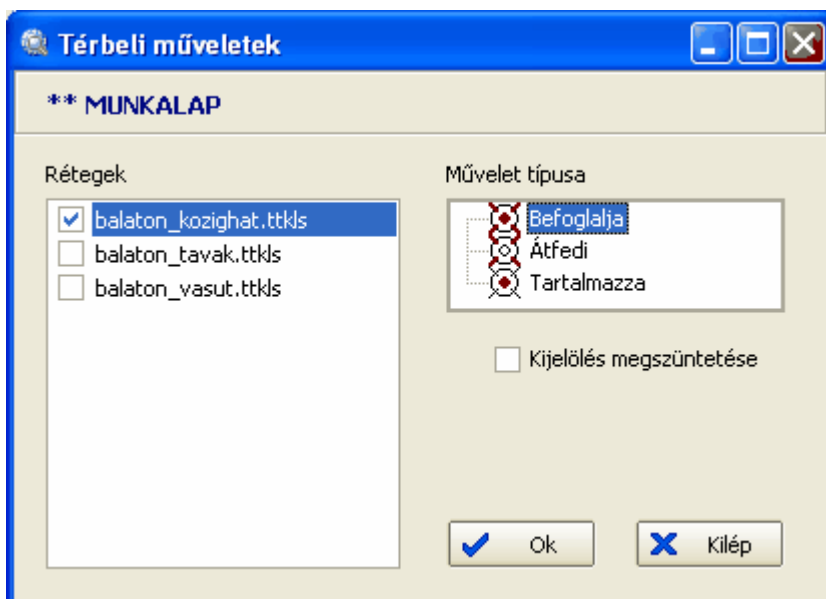 Térbeli műveletek
** MUNKALAP
Rétegek
balaton_kozighat.ttkls
balaton_tavak.ttkls
balaton_vasut.ttkls
Művelet típusa
Befoglalja
Átfedi
Tartalmazza
Kijelölés megszüntetése
Ok
Kilép